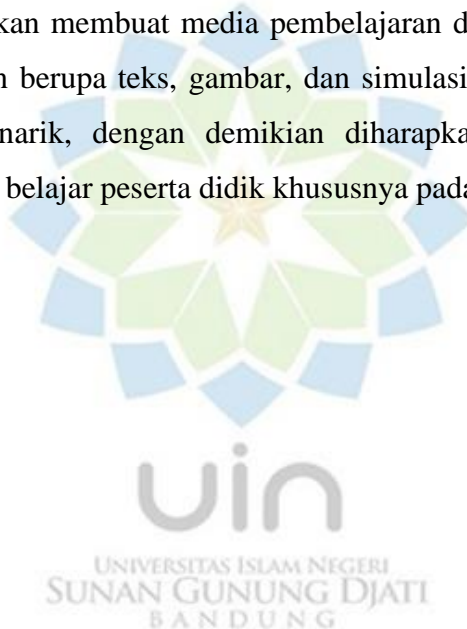 kan membuat media pembelajaran d
berupa teks, gambar, dan simulasi
narik, dengan demikian diharapka
belajar peserta didik khususnya pada
uin
UNIVERSITAS ISLAM NEGERI
SUNAN GUNUNG DJATI
BANDUNG